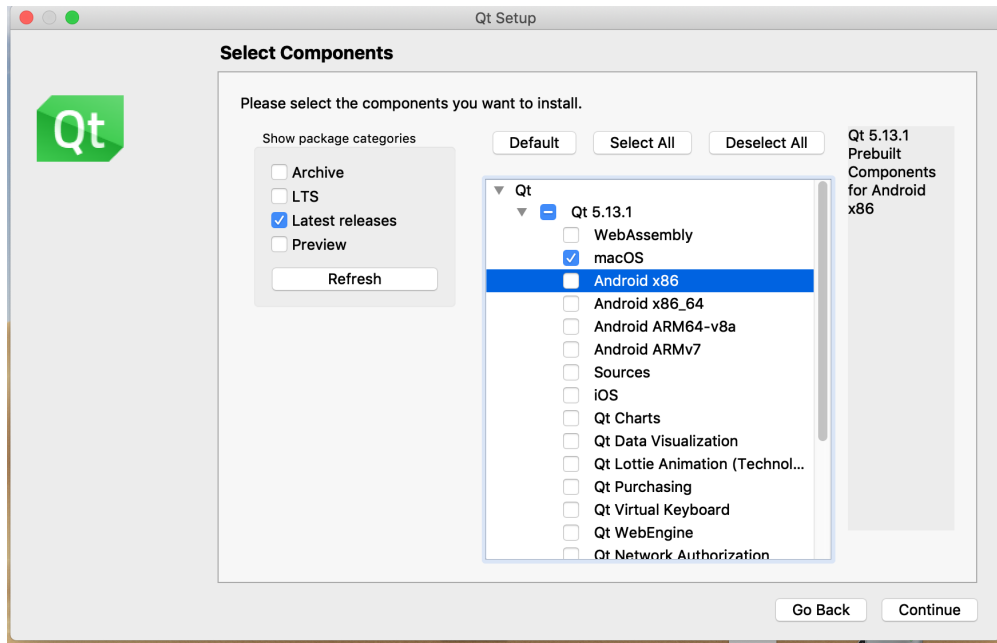 Qt Setup
Select Components
Qt
Please select the components you want to install.
Show package categories
Archive
LTS
Latest releases
Preview
Refresh
Default
Select All
Deselect All
Qt
Qt 5.13.1
WebAssembly
macOS
Android x86
Android x86_64
Android ARM64-v8a
Android ARMv7
Sources
iOS
Qt Charts
Qt Data Visualization
Qt Lottie Animation (Technol...
Qt Purchasing
Qt Virtual Keyboard
Qt WebEngine
Qt Network Authorization
Qt 5.13.1
Prebuilt
Components
for Android
x86
Go Back
Continue